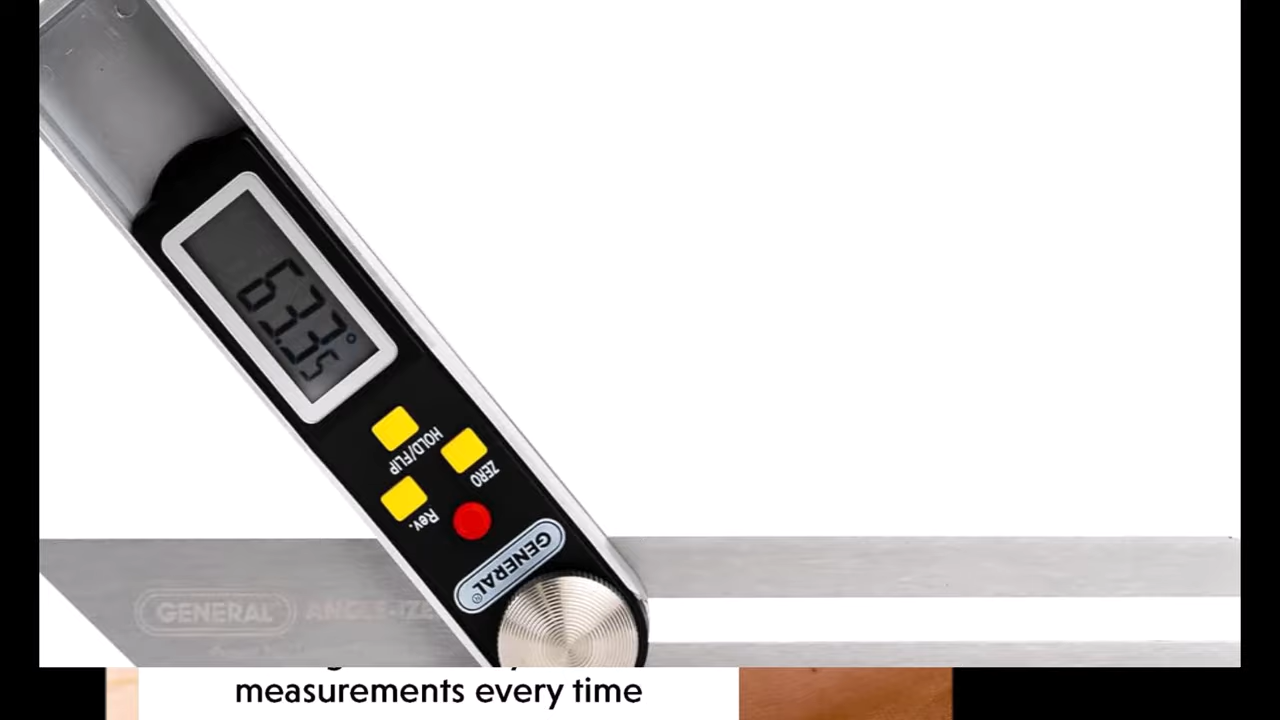 63.35°
HOLD/FLIP
ZERO
Rev.
GENERAL®
GENERAL
measurements every time